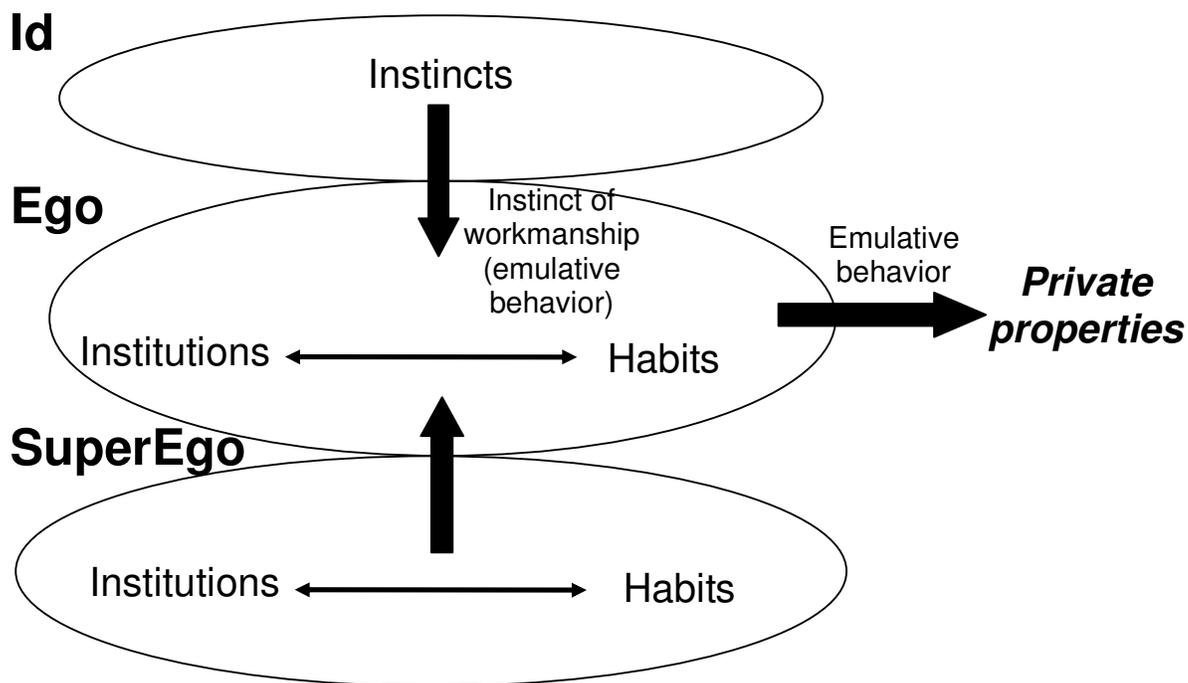 Id
Instincts
Ego
Instinct of
workmanship
(emulative
behavior)
Emulative
behavior
Private
properties
Institutions
Habits
SuperEgo
Institutions
Habits